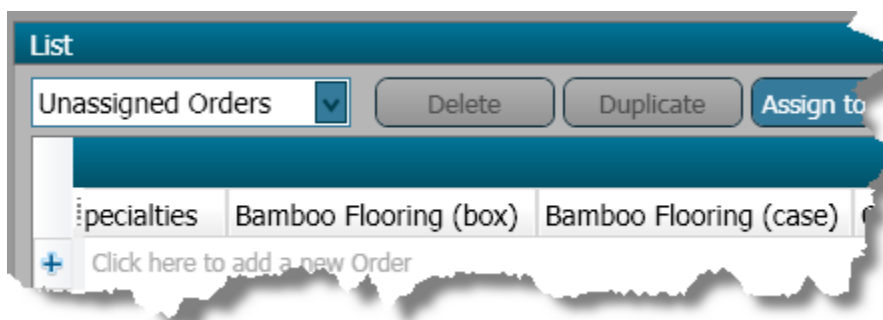 List
Unassigned Orders Delete Duplicate Assign to
pecialties Bamboo Flooring (box) Bamboo Flooring (case)
Click here to add a new Order